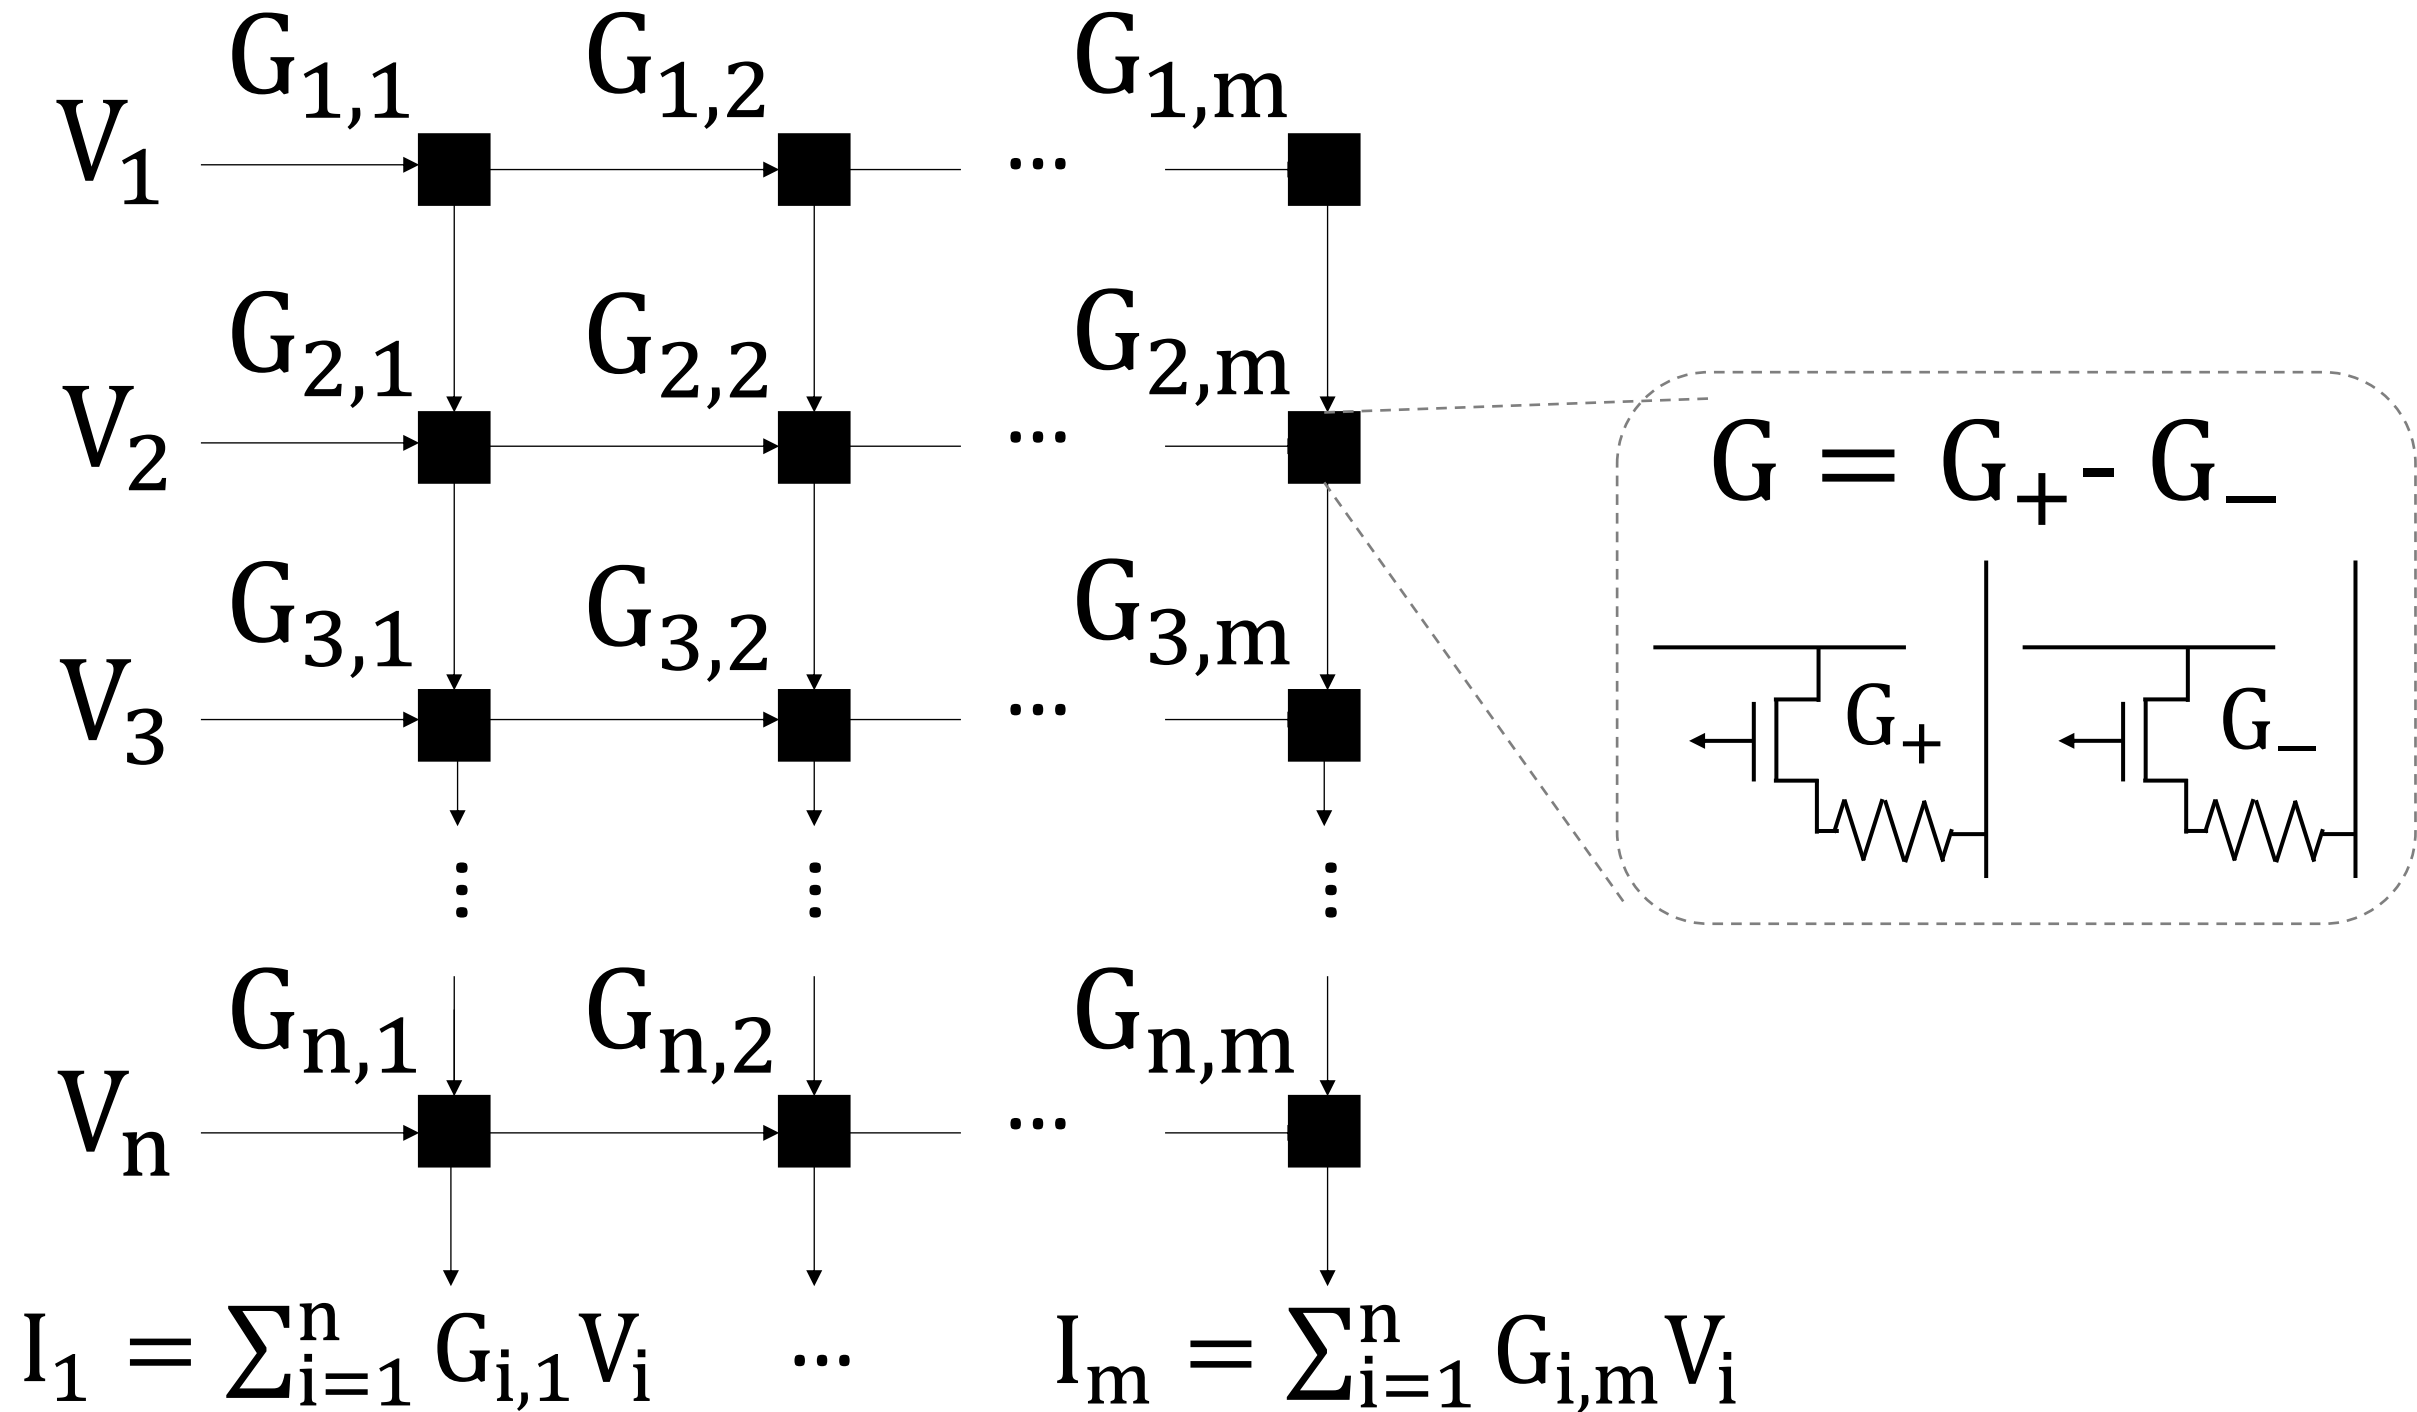 G₁,₁ G₁,₂ G₁,ₘ
V₁ ...
G₂,₁ G₂,₂ G₂,ₘ
V₂ ...
G = G₊- G₋
G₃,₁ G₃,₂ G₃,ₘ
V₃ ...
G₊ G₋
⋮ ⋮ ⋮
Gₙ,₁ Gₙ,₂ Gₙ,ₘ
Vₙ ...
I₁ = ∑ⁿᵢ₌₁ Gᵢ,₁Vᵢ ... Iₘ = ∑ⁿᵢ₌₁ Gᵢ,ₘVᵢ